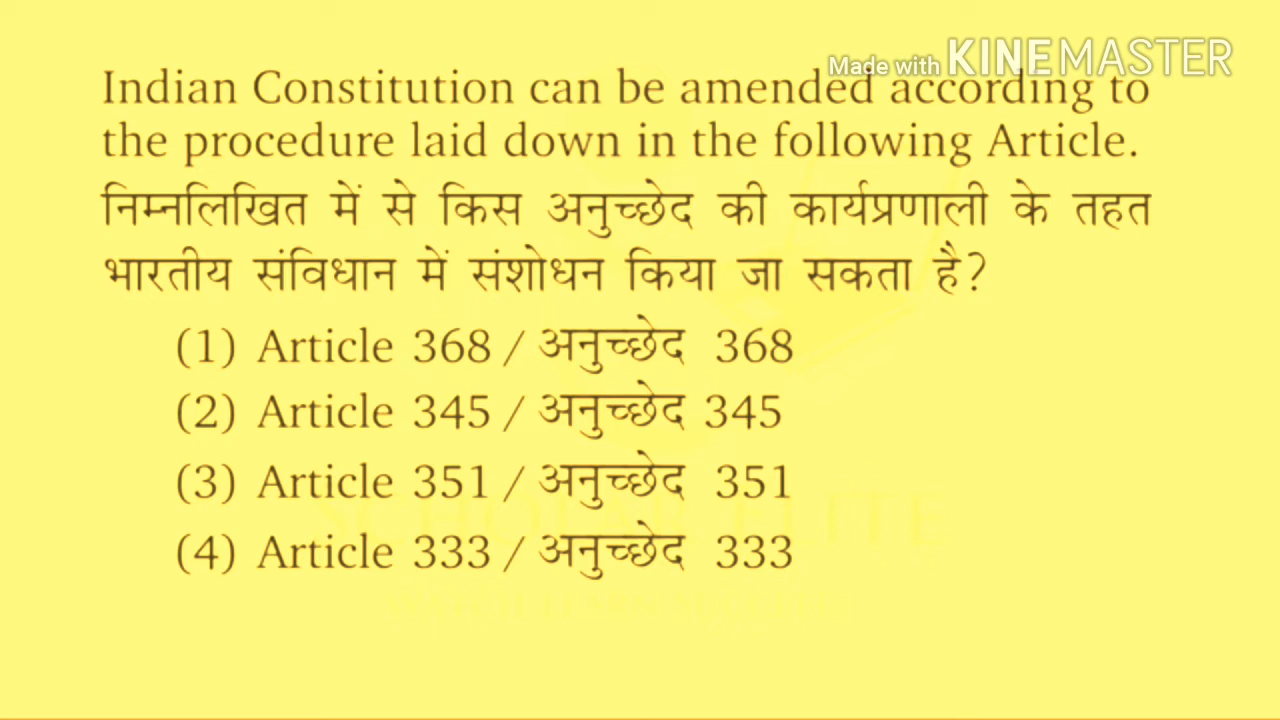 Made with KINEMASTER
Indian Constitution can be amended according to
the procedure laid down in the following Article.
निम्नलिखित में से किस अनुच्छेद की कार्यप्रणाली के तहत
भारतीय संविधान में संशोधन किया जा सकता है?
(1) Article 368 / अनुच्छेद 368
(2) Article 345 / अनुच्छेद 345
(3) Article 351 / अनुच्छेद 351
(4) Article 333 / अनुच्छेद 333
SCHOLAR ELITE